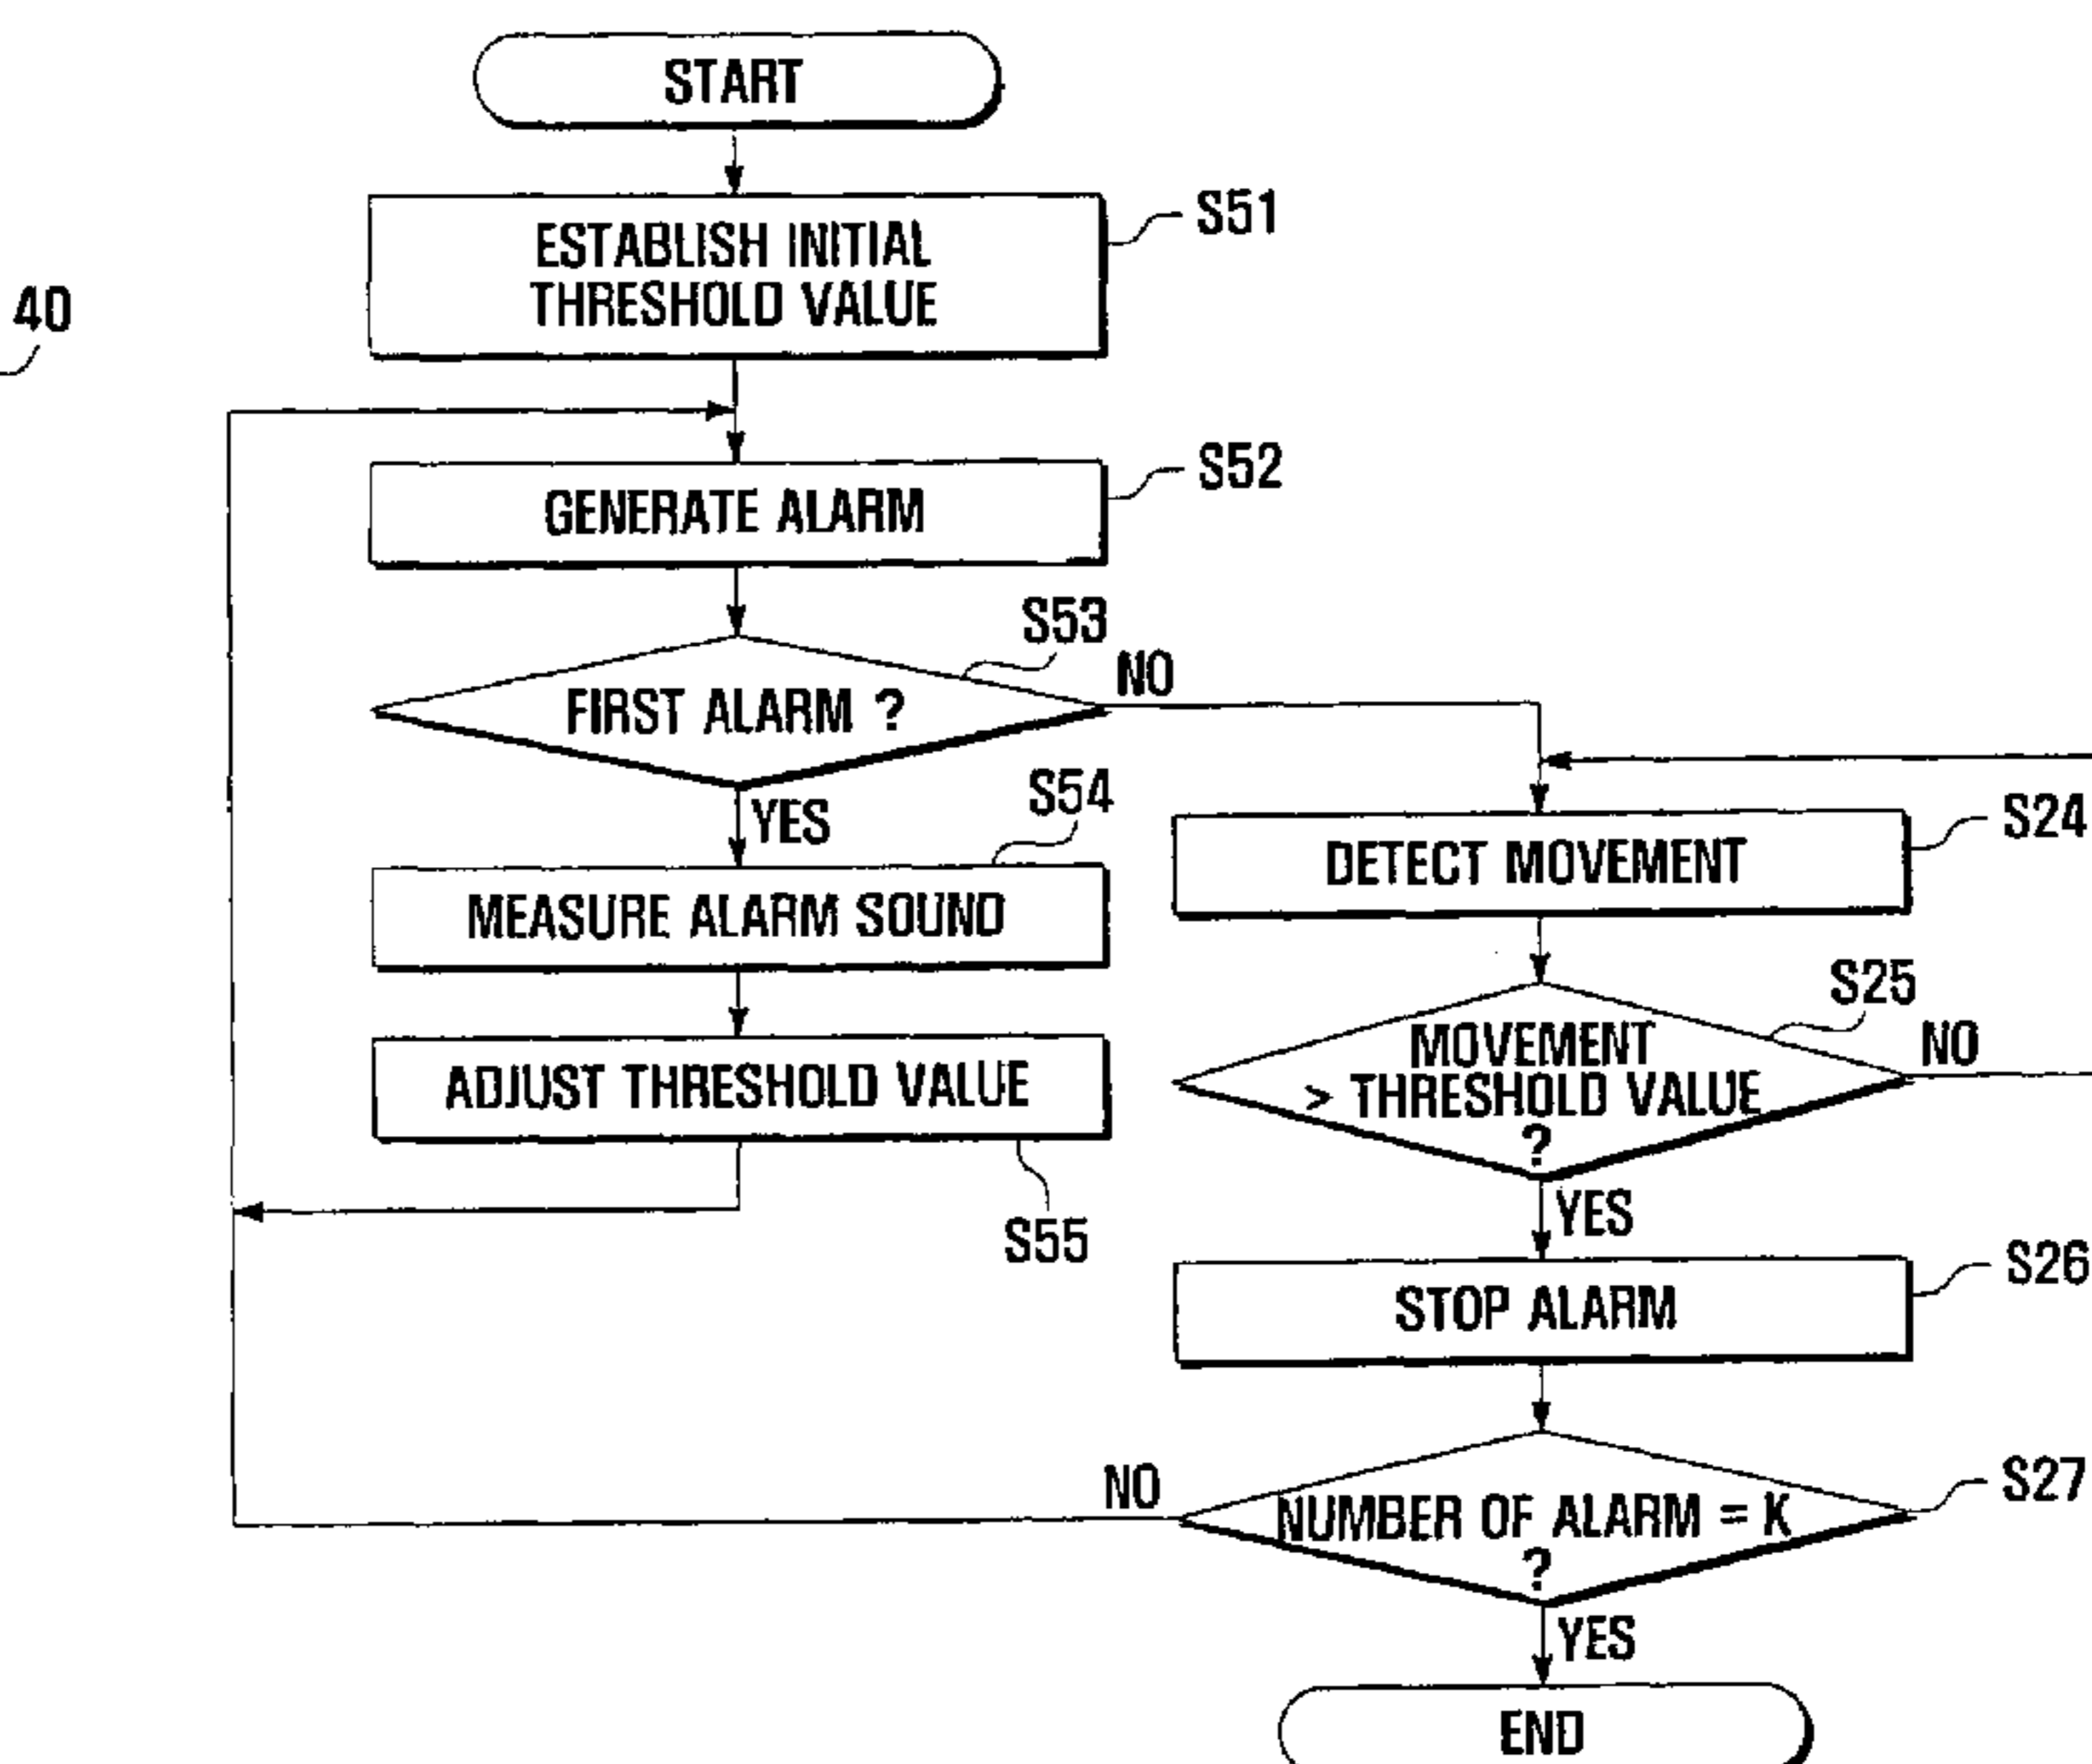 START
ESTABLISH INITIAL
THRESHOLD VALUE
S51
40
GENERATE ALARM
S52
FIRST ALARM ?
S53
NO
YES
MEASURE ALARM SOUND
S54
ADJUST THRESHOLD VALUE
S55
DETECT MOVEMENT
S24
MOVEMENT
> THRESHOLD VALUE
?
S25
NO
YES
STOP ALARM
S26
NUMBER OF ALARM = K
?
S27
NO
YES
END